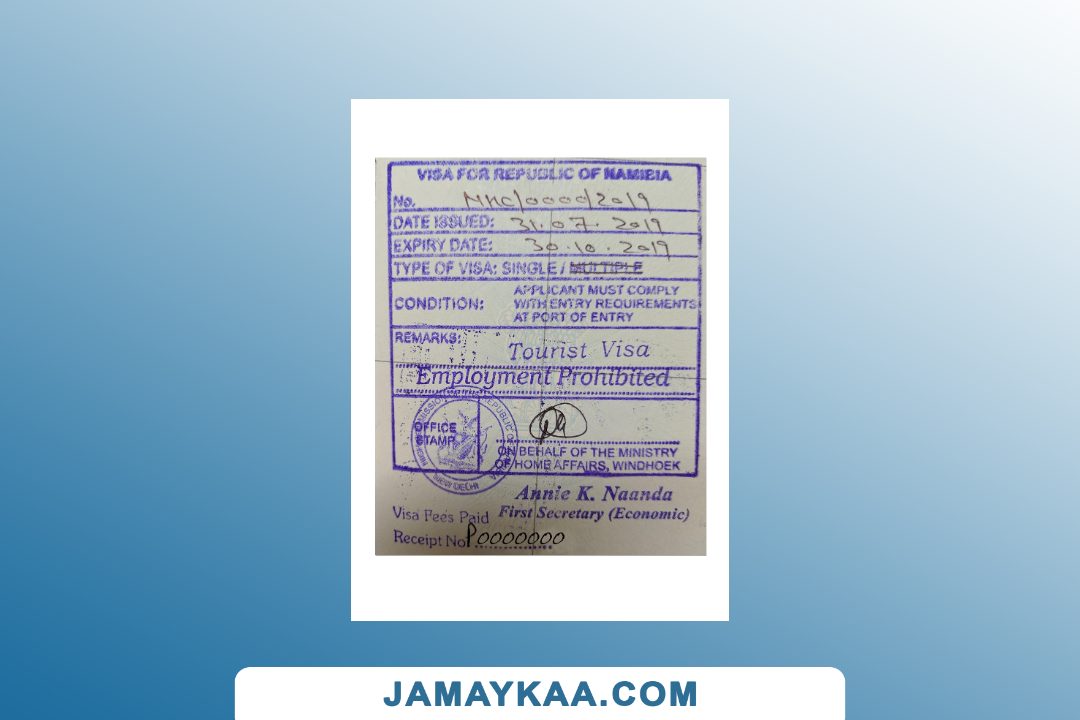 VISA FOR REPUBLIC OF NAMIBIA
No. NHC/0000/2019
DATE ISSUED: 31.07.2019
EXPIRY DATE: 30.10.2019
TYPE OF VISA: SINGLE / MULTIPLE
CONDITION: APPLICANT MUST COMPLY
WITH ENTRY REQUIREMENTS
AT PORT OF ENTRY
REMARKS: Tourist Visa
Employment Prohibited
OFFICE
STAMP
NEW DELHI
ON BEHALF OF THE MINISTRY
OF HOME AFFAIRS, WINDHOEK
Annie K. Naanda
First Secretary (Economic)
Visa Fees Paid
Receipt No P0000000
JAMAYKAA.COM